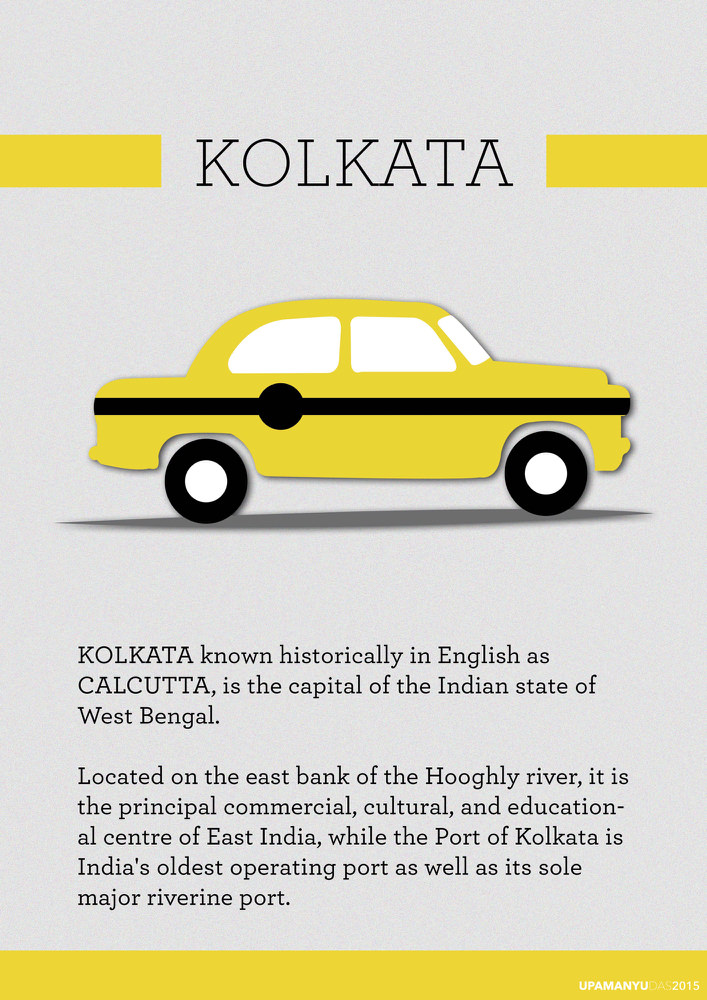 KOLKATA
KOLKATA known historically in English as
CALCUTTA, is the capital of the Indian state of
West Bengal.
Located on the east bank of the Hooghly river, it is
the principal commercial, cultural, and education-
al centre of East India, while the Port of Kolkata is
India's oldest operating port as well as its sole
major riverine port.
UPAMANYUDAS2015